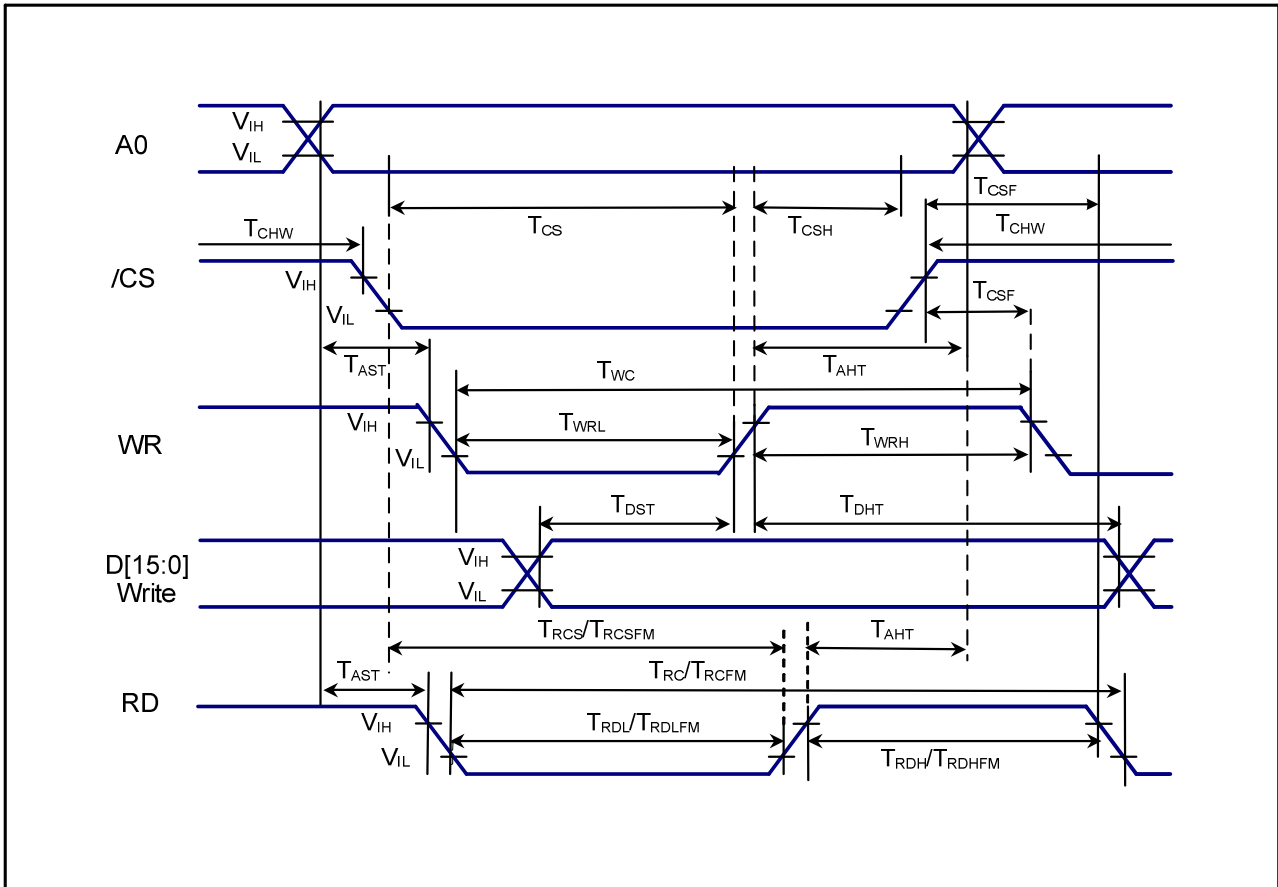 A0
VIH
VIL
TCS
TCSH
TCSF
TCHW
TCHW
/CS
VIH
VIL
TCSF
TAST
TWC
TAHT
WR
VIH
VIL
TWRL
TWRH
TDST
TDHT
D[15:0]
Write
VIH
VIL
TRCS/TRCSFM
TAHT
TAST
TRC/TRCFM
RD
VIH
VIL
TRDL/TRDLFM
TRDH/TRDHFM